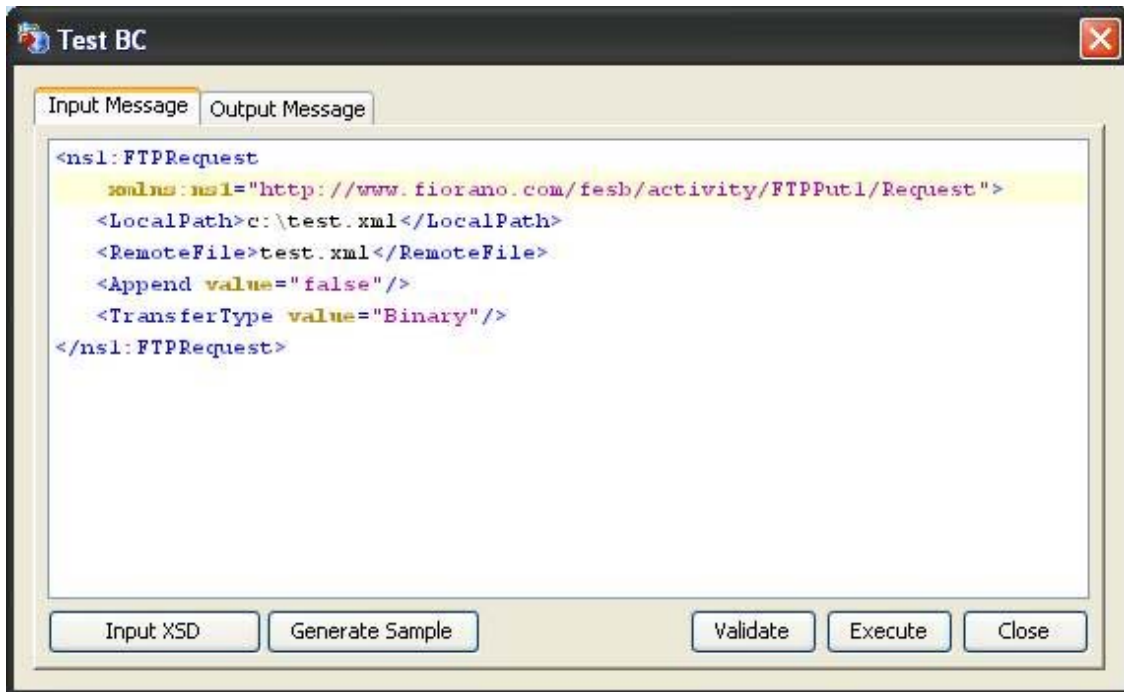 Test BC
Input Message
Output Message
<ns1:FTPRequest
xmlns:ns1="http://www.fiorano.com/fesb/activity/FTPPut1/Request">
<LocalPath>c:\test.xml</LocalPath>
<RemoteFile>test.xml</RemoteFile>
<Append value="false"/>
<TransferType value="Binary"/>
</ns1:FTPRequest>
Input XSD
Generate Sample
Validate
Execute
Close